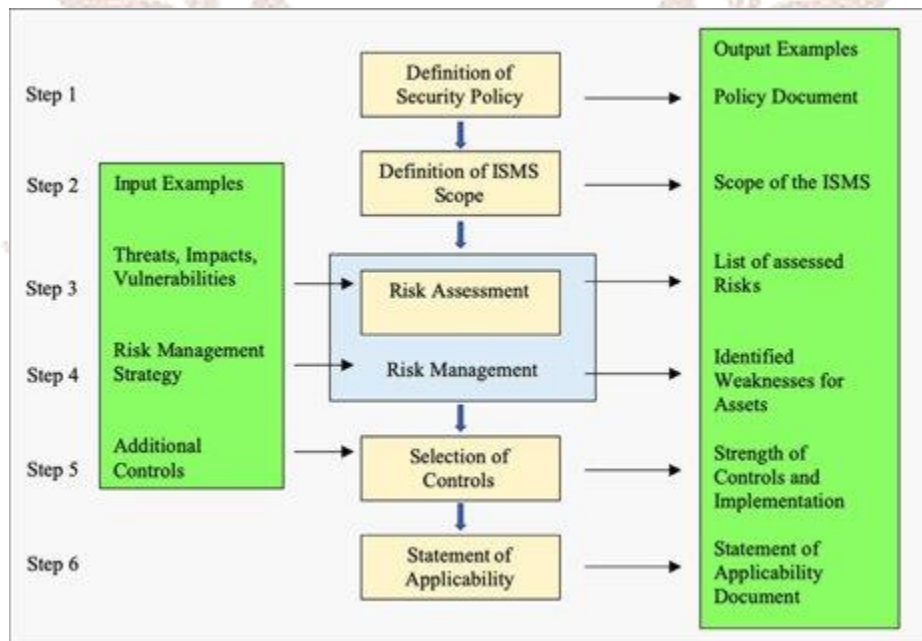 Step 1
Definition of
Security Policy
Output Examples
Policy Document
Step 2
Input Examples
Definition of ISMS
Scope
Scope of the ISMS
Step 3
Threats, Impacts,
Vulnerabilities
Risk Assessment
List of assessed
Risks
Step 4
Risk Management
Strategy
Risk Management
Identified
Weaknesses for
Assets
Step 5
Additional
Controls
Selection of
Controls
Strength of
Controls and
Implementation
Step 6
Statement of
Applicability
Statement of
Applicability
Document